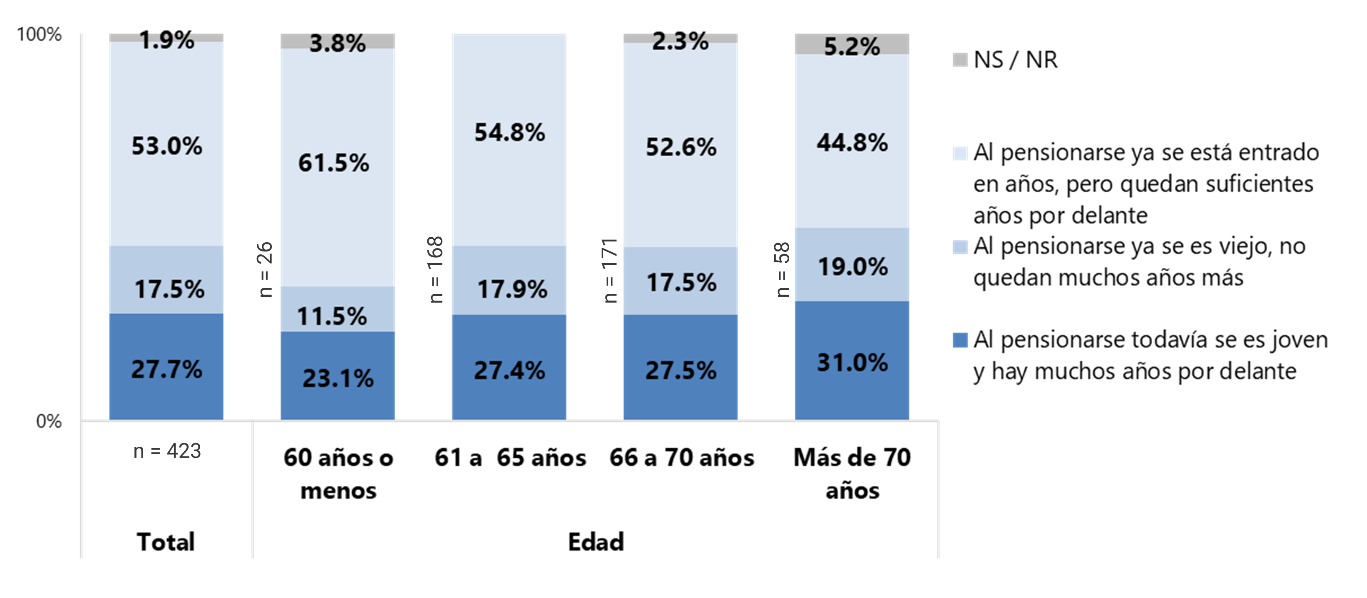 100%
0%
1.9%
53.0%
17.5%
27.7%
n = 423
Total
n = 26
3.8%
61.5%
11.5%
23.1%
60 años o
menos
n = 168
54.8%
17.9%
27.4%
61 a  65 años
n = 171
2.3%
52.6%
17.5%
27.5%
66 a 70 años
n = 58
5.2%
44.8%
19.0%
31.0%
Más de 70
años
Edad
NS / NR
Al pensionarse ya se está entrado
en años, pero quedan suficientes
años por delante
Al pensionarse ya se es viejo, no
quedan muchos años más
Al pensionarse todavía se es joven
y hay muchos años por delante